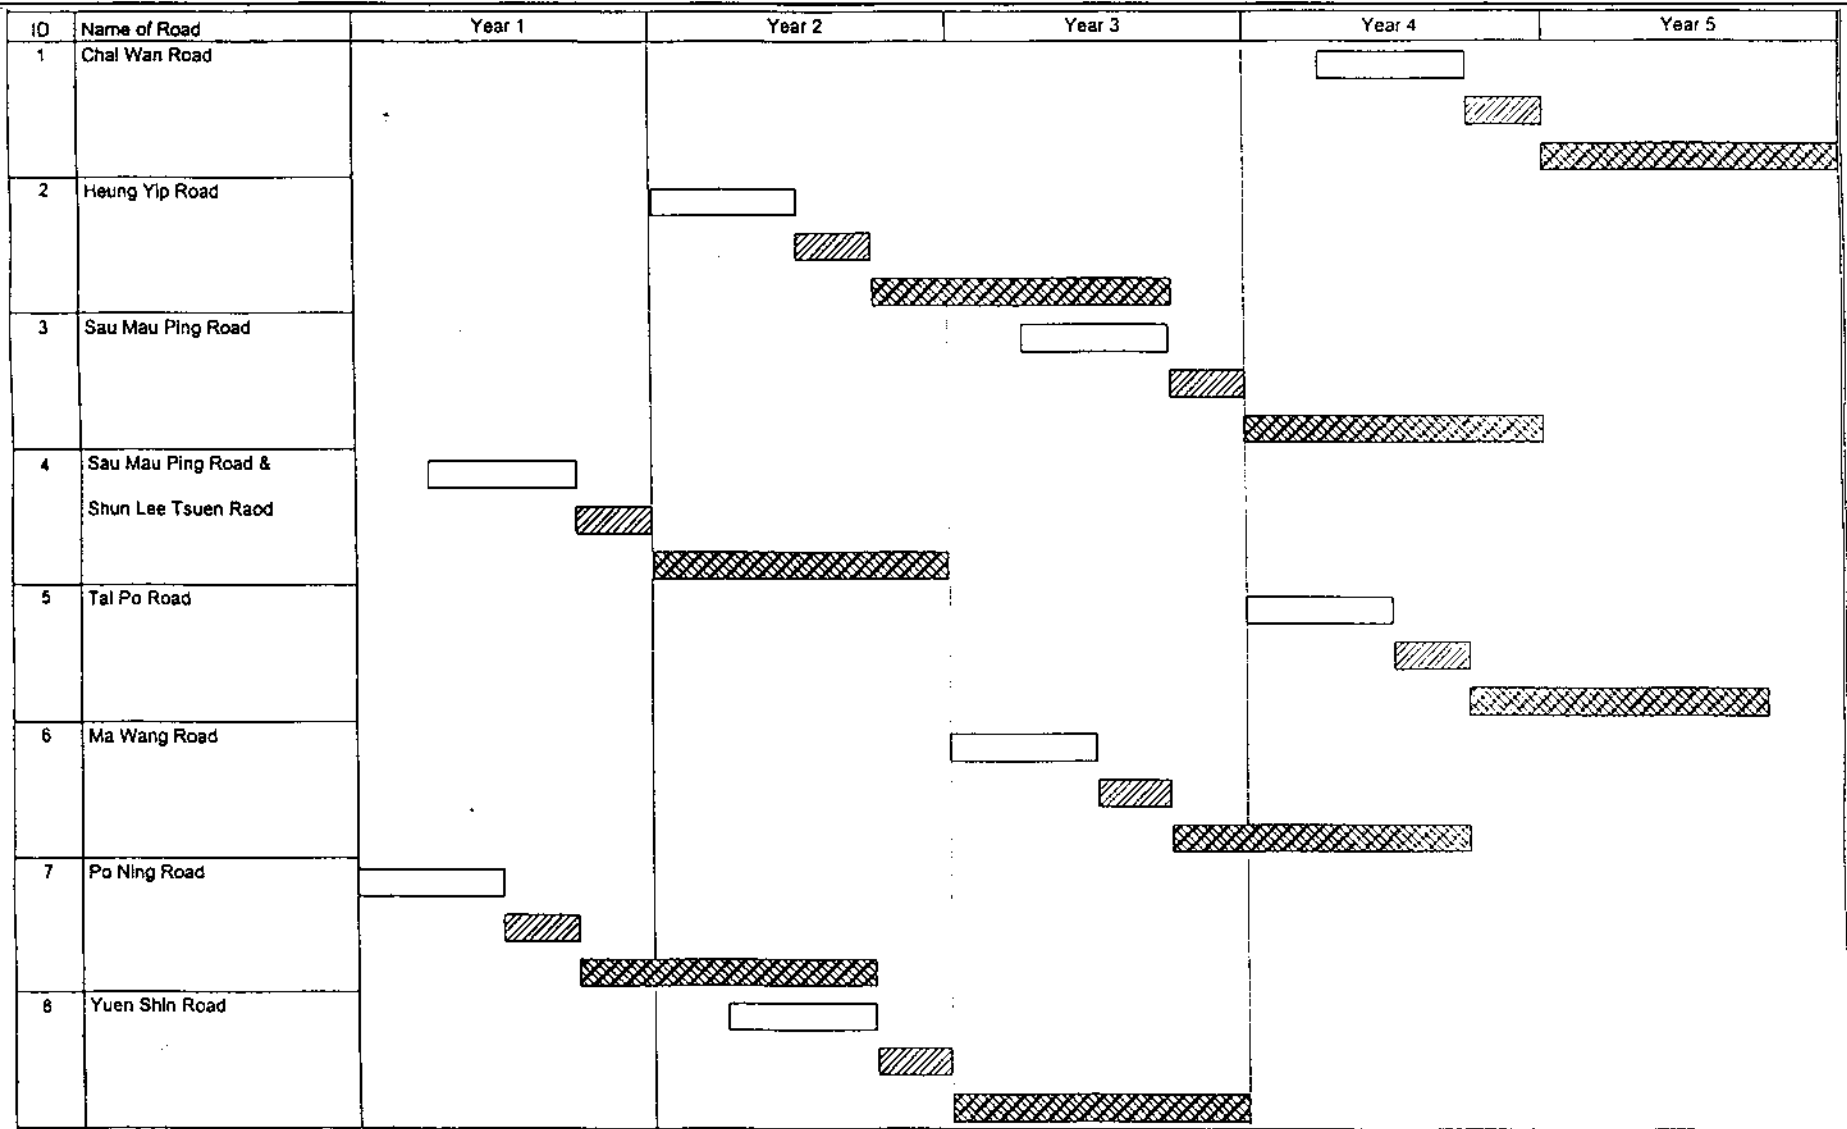 ID Name of Road Year 1 Year 2 Year 3 Year 4 Year 5
1 Chai Wan Road
2 Heung Yip Road
3 Sau Mau Ping Road
4 Sau Mau Ping Road &
Shun Lee Tsuen Raod
5 Tai Po Road
6 Ma Wang Road
7 Po Ning Road
8 Yuen Shin Road